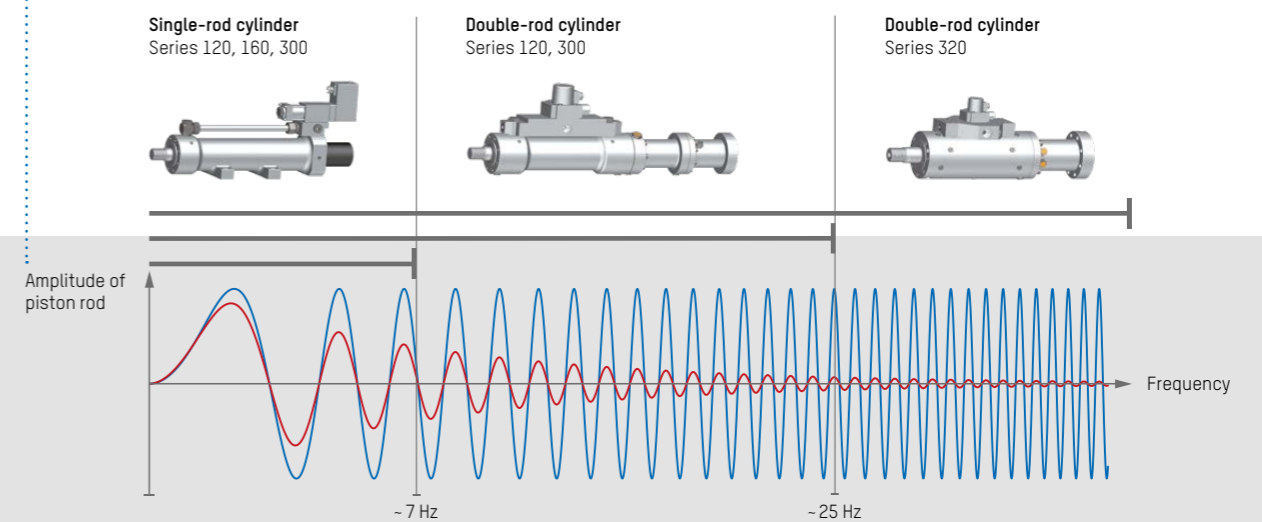 Single-rod cylinder
Series 120, 160, 300
Double-rod cylinder
Series 120, 300
Double-rod cylinder
Series 320
Amplitude of
piston rod
Frequency
~ 7 Hz
~ 25 Hz